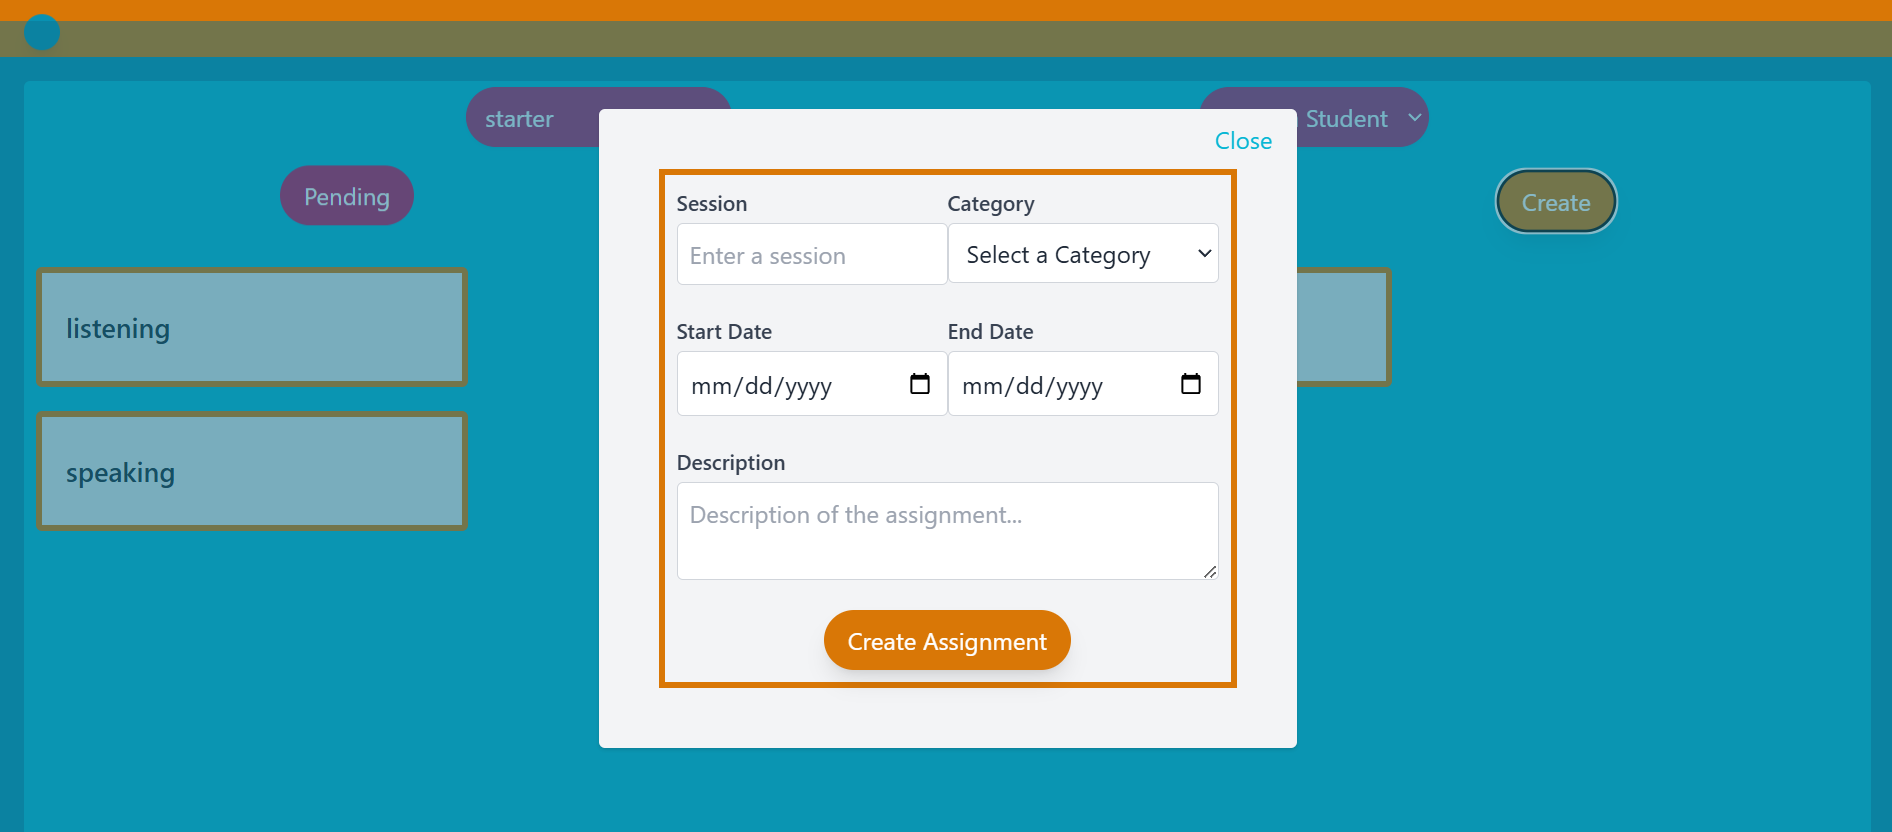 starter
Student
Close
Pending
Create
Session
Category
Enter a session
Select a Category
listening
Start Date
End Date
mm/dd/yyyy
mm/dd/yyyy
speaking
Description
Description of the assignment...
Create Assignment